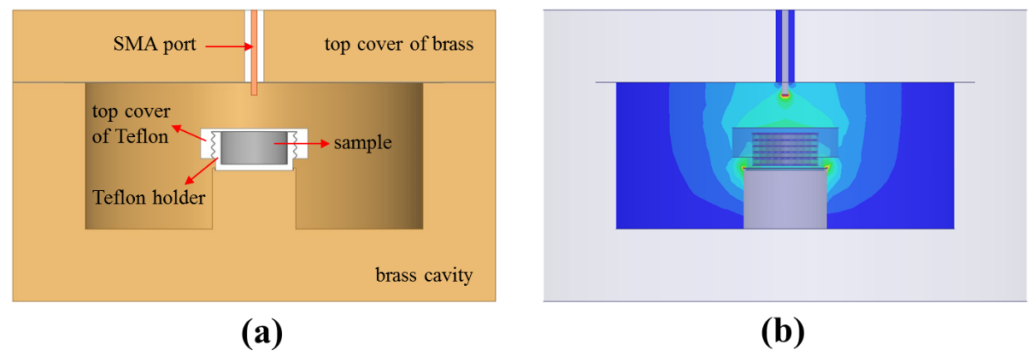 SMA port
top cover of brass
top cover
of Teflon
sample
Teflon holder
brass cavity
(a)
(b)